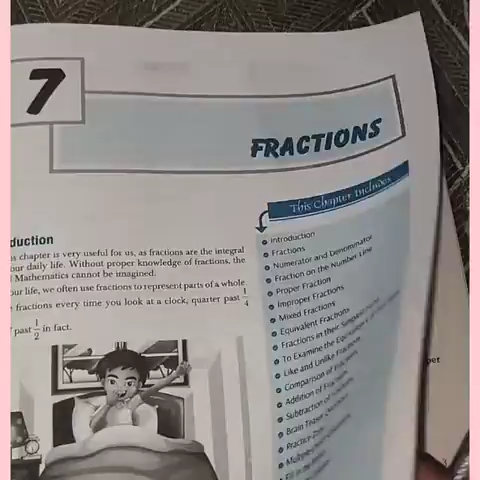 7
FRACTIONS
This Chapter Includes
duction
s chapter is very useful for us, as fractions are the integral
our daily life. Without proper knowledge of fractions, the
Mathematics cannot be imagined.
our life, we often use fractions to represent parts of a whole.
fractions every time you look at a clock, quarter past 1/4
past 1/2 in fact.
Introduction
Fractions
Numerator and Denominator
Fraction on the Number Line
Proper Fraction
Improper Fractions
Mixed Fractions
Equivalent Fractions
Fractions in their Simplest
To Examine the
Like and Unlike Fractions
Comparison of Fractions
Addition of Fractions
Subtraction of Fractions
Brain Teaser
Practice